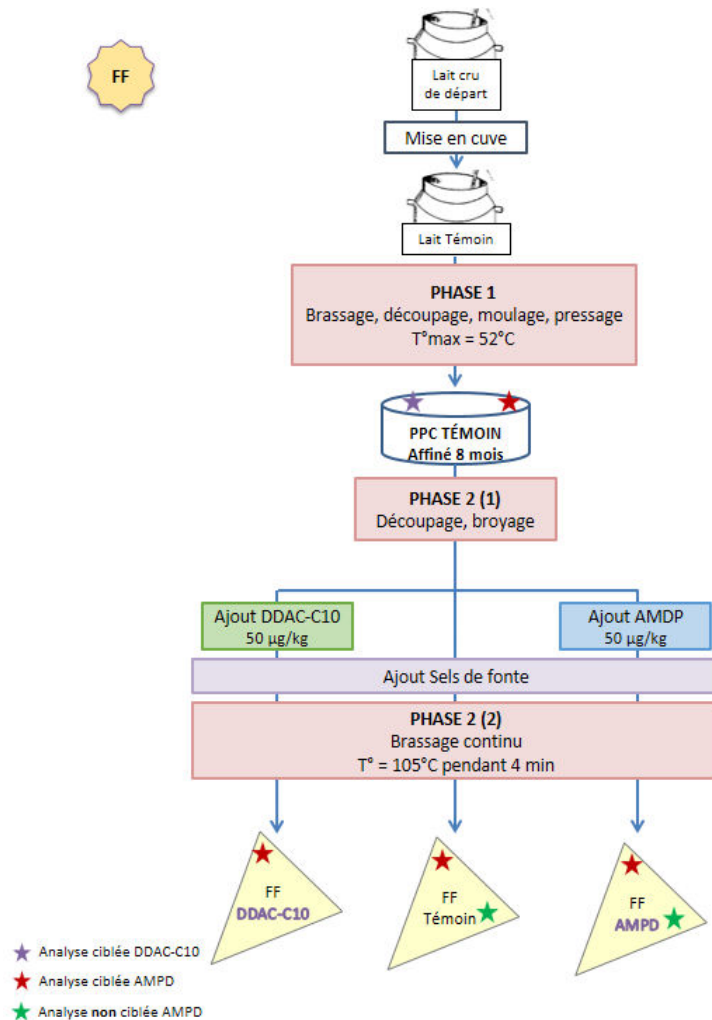 FF
Lait cru
de départ
Mise en cuve
Lait Témoin
PHASE 1
Brassage, découpage, moulage, pressage
T°max = 52°C
PPC TÉMOIN
Affiné 8 mois
PHASE 2 (1)
Découpage, broyage
Ajout DDAC-C10
50 µg/kg
Ajout AMDP
50 µg/kg
Ajout Sels de fonte
PHASE 2 (2)
Brassage continu
T° = 105°C pendant 4 min
FF
DDAC-C10
FF
Témoin
FF
AMPD
Analyse ciblée DDAC-C10
Analyse ciblée AMPD
Analyse non ciblée AMPD